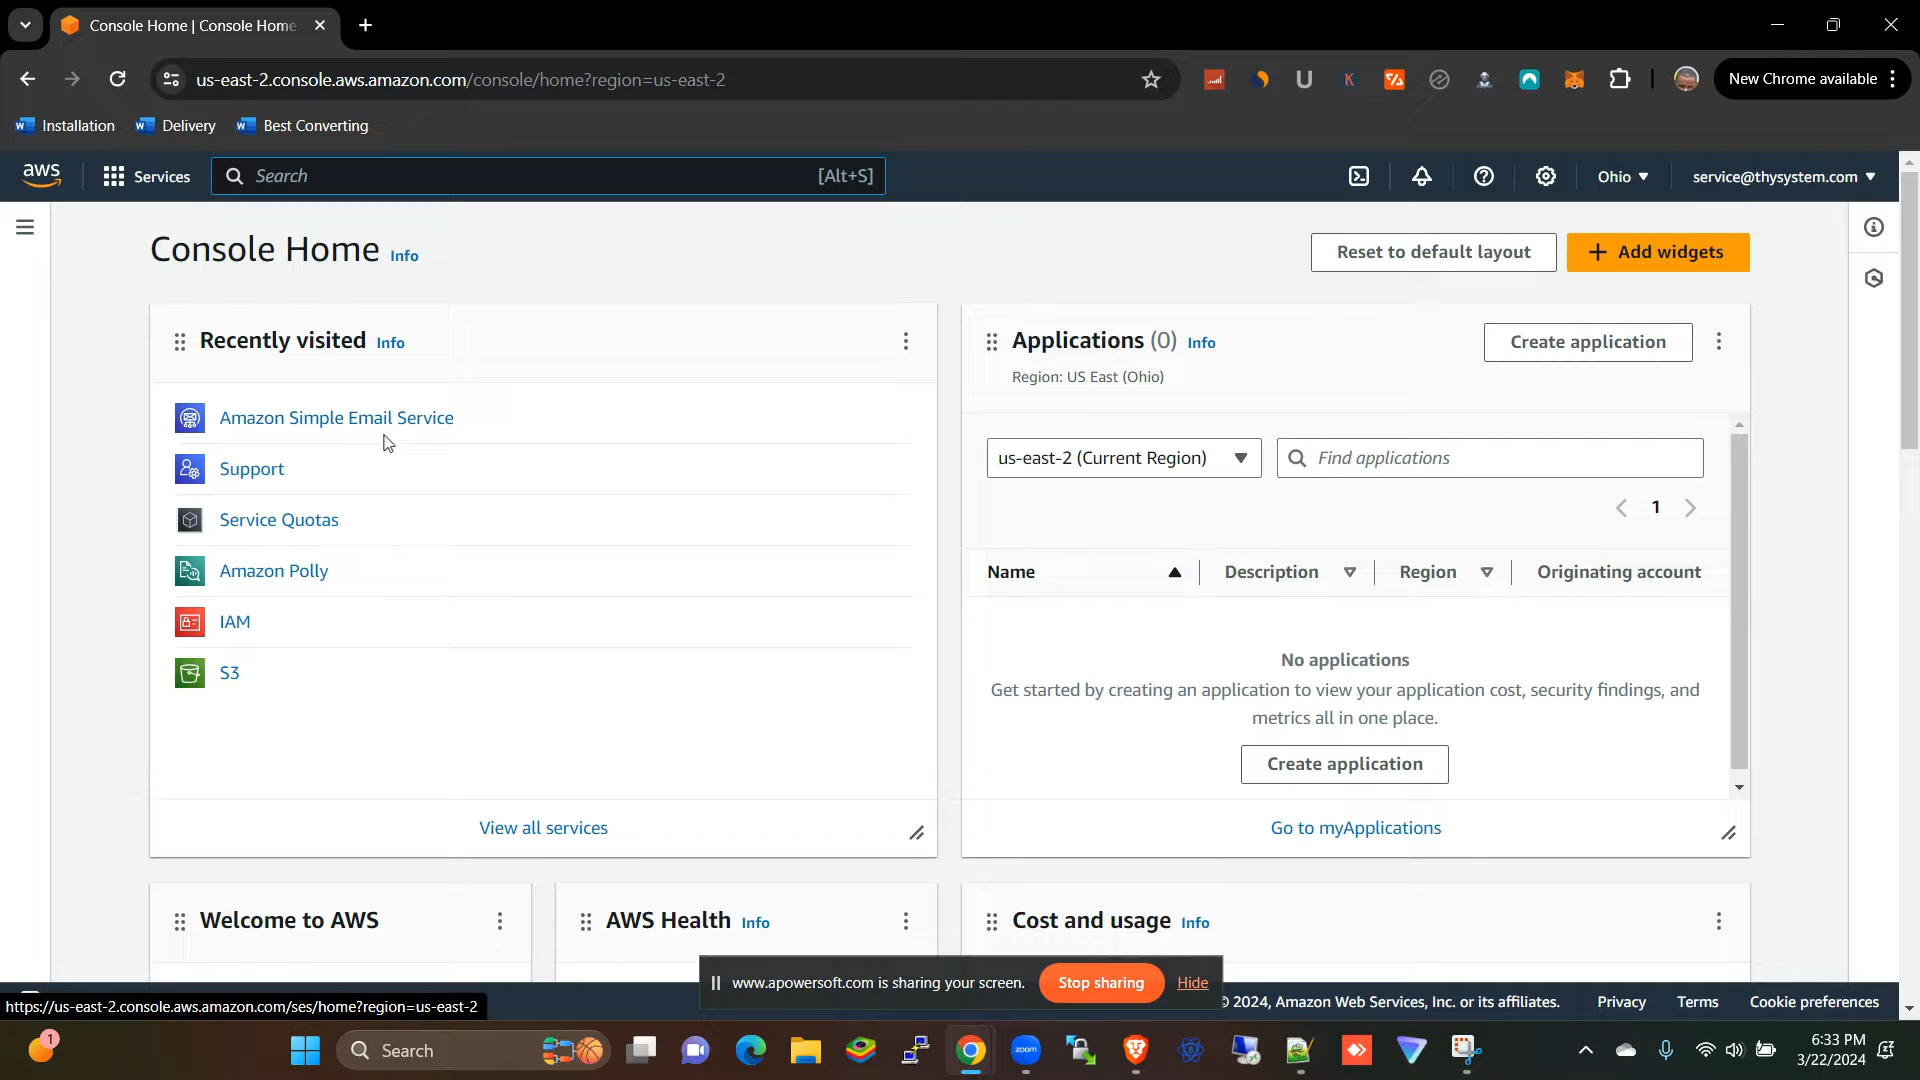 Console Home | Console Home
us-east-2.console.aws.amazon.com/console/home?region=us-east-2
New Chrome available
Installation
Delivery
Best Converting
aws
Services
Search
[Alt+S]
Ohio
service@thysystem.com
Console Home Info
Reset to default layout
Add widgets
Recently visited Info
Amazon Simple Email Service
Support
Service Quotas
Amazon Polly
IAM
S3
View all services
Applications (0) Info
Create application
Region: US East (Ohio)
us-east-2 (Current Region)
Find applications
1
Name
Description
Region
Originating account
No applications
Get started by creating an application to view your application cost, security findings, and
metrics all in one place.
Create application
Go to myApplications
Welcome to AWS
AWS Health Info
Cost and usage Info
www.apowersoft.com is sharing your screen.
Stop sharing
Hide
https://us-east-2.console.aws.amazon.com/ses/home?region=us-east-2
2024, Amazon Web Services, Inc. or its affiliates.
Privacy
Terms
Cookie preferences
1
Search
zoom
6:33 PM
3/22/2024